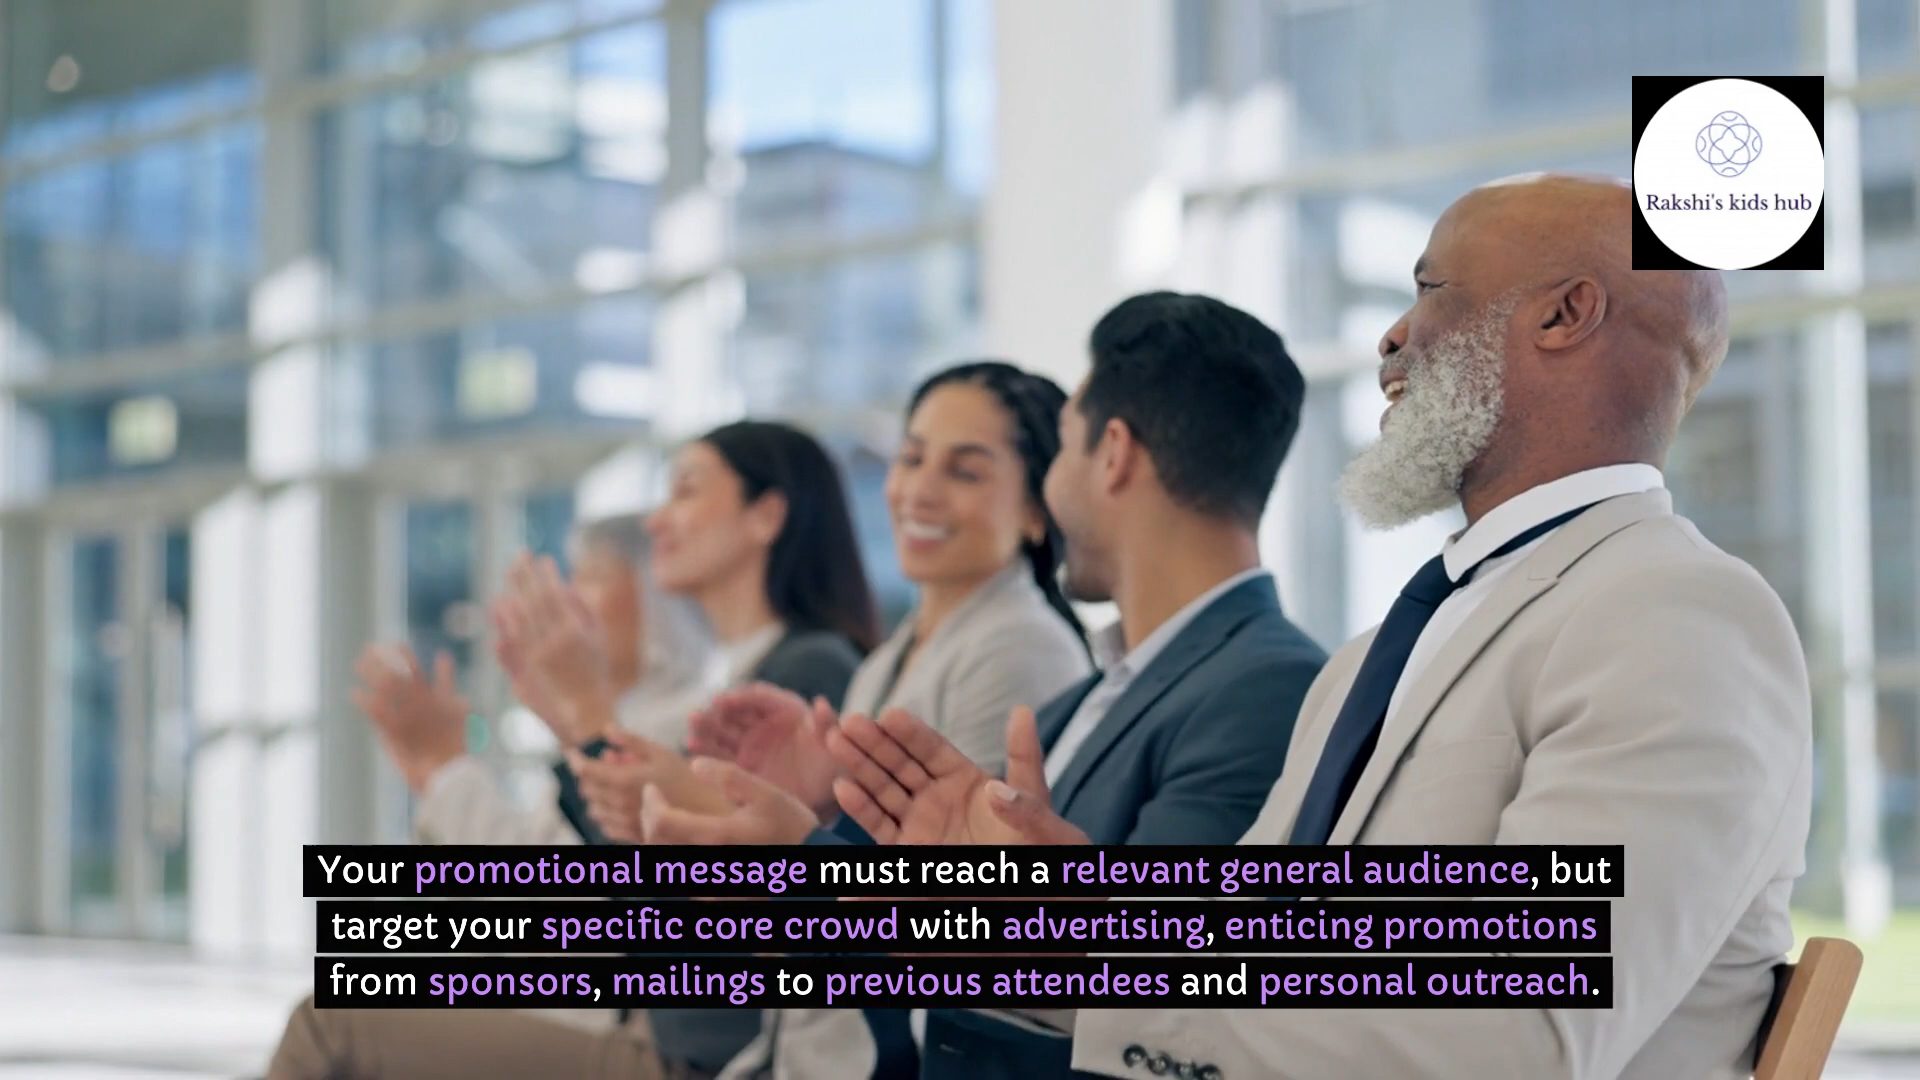 Rakshi's kids hub
Your promotional message must reach a relevant general audience, but
target your specific core crowd with advertising, enticing promotions
from sponsors, mailings to previous attendees and personal outreach.